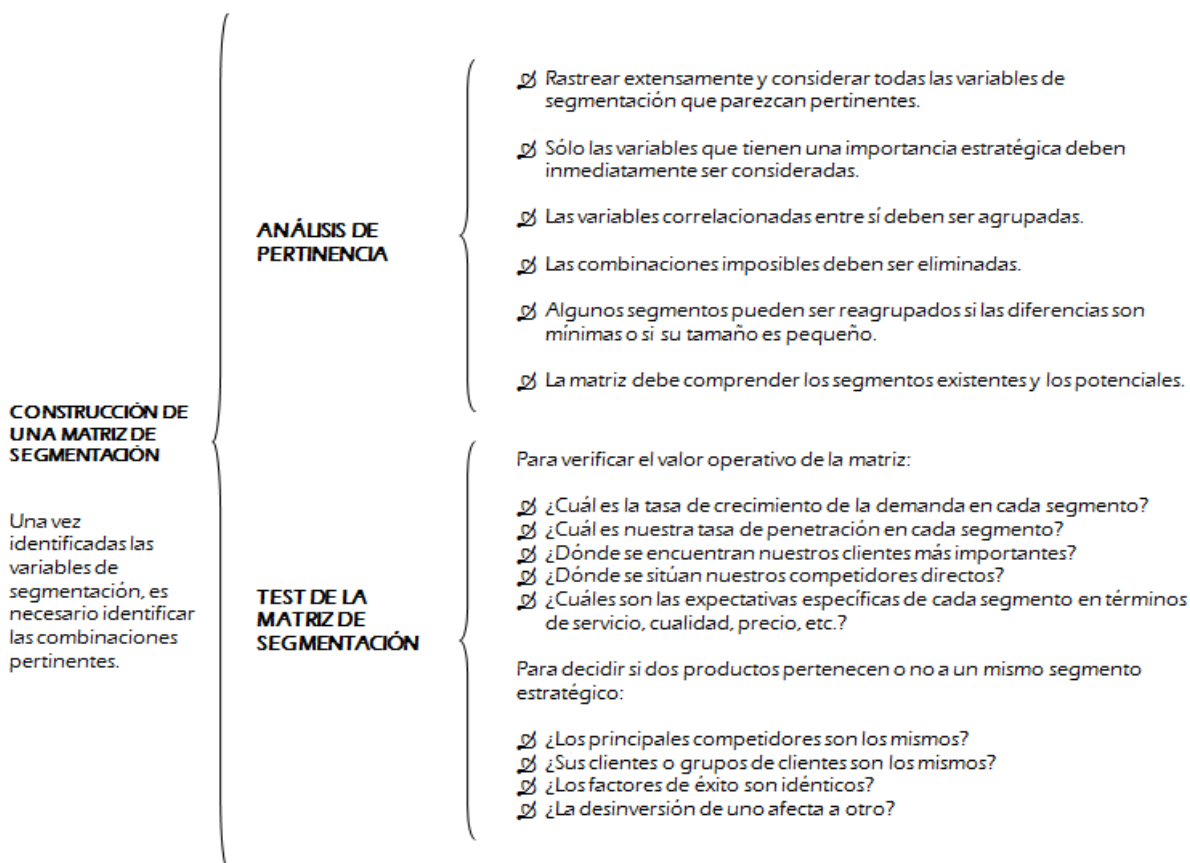 CONSTRUCCIÓN DE
UNA MATRIZ DE
SEGMENTACIÓN
Una vez
identificadas las
variables de
segmentación, es
necesario identificar
las combinaciones
pertinentes.
ANÁLISIS DE
PERTINENCIA
Rastrear extensamente y considerar todas las variables de
segmentación que parezcan pertinentes.
Sólo las variables que tienen una importancia estratégica deben
inmediatamente ser consideradas.
Las variables correlacionadas entre sí deben ser agrupadas.
Las combinaciones imposibles deben ser eliminadas.
Algunos segmentos pueden ser reagrupados si las diferencias son
mínimas o si su tamaño es pequeño.
La matriz debe comprender los segmentos existentes y los potenciales.
TEST DE LA
MATRIZ DE
SEGMENTACIÓN
Para verificar el valor operativo de la matriz:
¿Cuál es la tasa de crecimiento de la demanda en cada segmento?
¿Cuál es nuestra tasa de penetración en cada segmento?
¿Dónde se encuentran nuestros clientes más importantes?
¿Dónde se sitúan nuestros competidores directos?
¿Cuáles son las expectativas específicas de cada segmento en términos
de servicio, cualidad, precio, etc.?
Para decidir si dos productos pertenecen o no a un mismo segmento
estratégico:
¿Los principales competidores son los mismos?
¿Sus clientes o grupos de clientes son los mismos?
¿Los factores de éxito son idénticos?
¿La desinversión de uno afecta a otro?